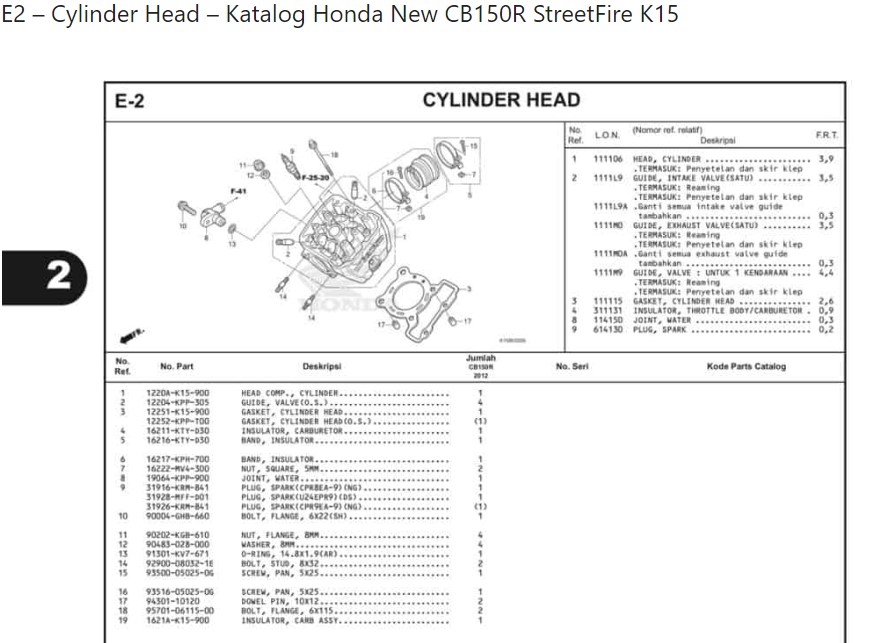 E2 – Cylinder Head – Katalog Honda New CB150R StreetFire K15
E-2
CYLINDER HEAD
No. Ref. L.O.N. (Nomor ref. relatif) Deskripsi F.R.T.
1 111106 HEAD, CYLINDER ..................... 3,9
.TERMASUK: Penyetelan dan skir klep
2 1111L9 GUIDE, INTAKE VALVE(SATU) .......... 3,5
.TERMASUK: Reaming
.TERMASUK: Penyetelan dan skir klep
1111L9A .Ganti semua intake valve guide
tambahkan ......................... 0,3
1111M0 GUIDE, EXHAUST VALVE(SATU) ......... 3,5
.TERMASUK: Reaming
.TERMASUK: Penyetelan dan skir klep
1111M0A .Ganti semua exhaust valve guide
tambahkan ......................... 0,3
1111M9 GUIDE, VALVE : UNTUK 1 KENDARAAN .... 4,4
.TERMASUK: Reaming
.TERMASUK: Penyetelan dan skir klep
3 111115 GASKET, CYLINDER HEAD .............. 2,6
4 311131 INSULATOR, THROTTLE BODY/CARBURETOR . 0,9
8 114150 JOINT, WATER ....................... 0,3
9 614130 PLUG, SPARK ........................ 0,2
F-41
F-25-20
HONDA
FR.
2
No. Ref. No. Part Deskripsi Jumlah CB150R 2012 No. Seri Kode Parts Catalog
1 1220A-K15-900 HEAD COMP., CYLINDER...................... 1
2 12204-KPP-305 GUIDE, VALVE(O.S.)........................ 4
3 12251-K15-900 GASKET, CYLINDER HEAD..................... 1
12252-KPP-T00 GASKET, CYLINDER HEAD(O.S.)............... (1)
4 16211-KTY-D30 INSULATOR, CARBURETOR..................... 1
5 16216-KTY-D30 BAND, INSULATOR........................... 1
6 16217-KPH-700 BAND, INSULATOR........................... 1
7 16222-MV4-300 NUT, SQUARE, 5MM.......................... 2
8 19064-KPP-900 JOINT, WATER.............................. 1
9 31916-KRM-841 PLUG, SPARK(CPR8EA-9)(NG)................. 1
31928-MFF-D01 PLUG, SPARK(U24EPR9)(DS).................. 1
31926-KRM-841 PLUG, SPARK(CPR9EA-9)(NG)................. (1)
10 90004-GHB-660 BOLT, FLANGE, 6X22(SH).................... 1
11 90202-KGB-610 NUT, FLANGE, 8MM.......................... 4
12 90483-028-000 WASHER, 8MM............................... 4
13 91301-KV7-671 O-RING, 14.8X1.9(AR)...................... 1
14 92900-08032-1E BOLT, STUD, 8X32......................... 2
15 93500-05025-0G SCREW, PAN, 5X25......................... 1
16 93516-05025-0G SCREW, PAN, 5X25......................... 1
17 94301-10120 DOWEL PIN, 10X12............................ 2
18 95701-06115-00 BOLT, FLANGE, 6X115...................... 2
19 1621A-K15-900 INSULATOR, CARB ASSY...................... 1